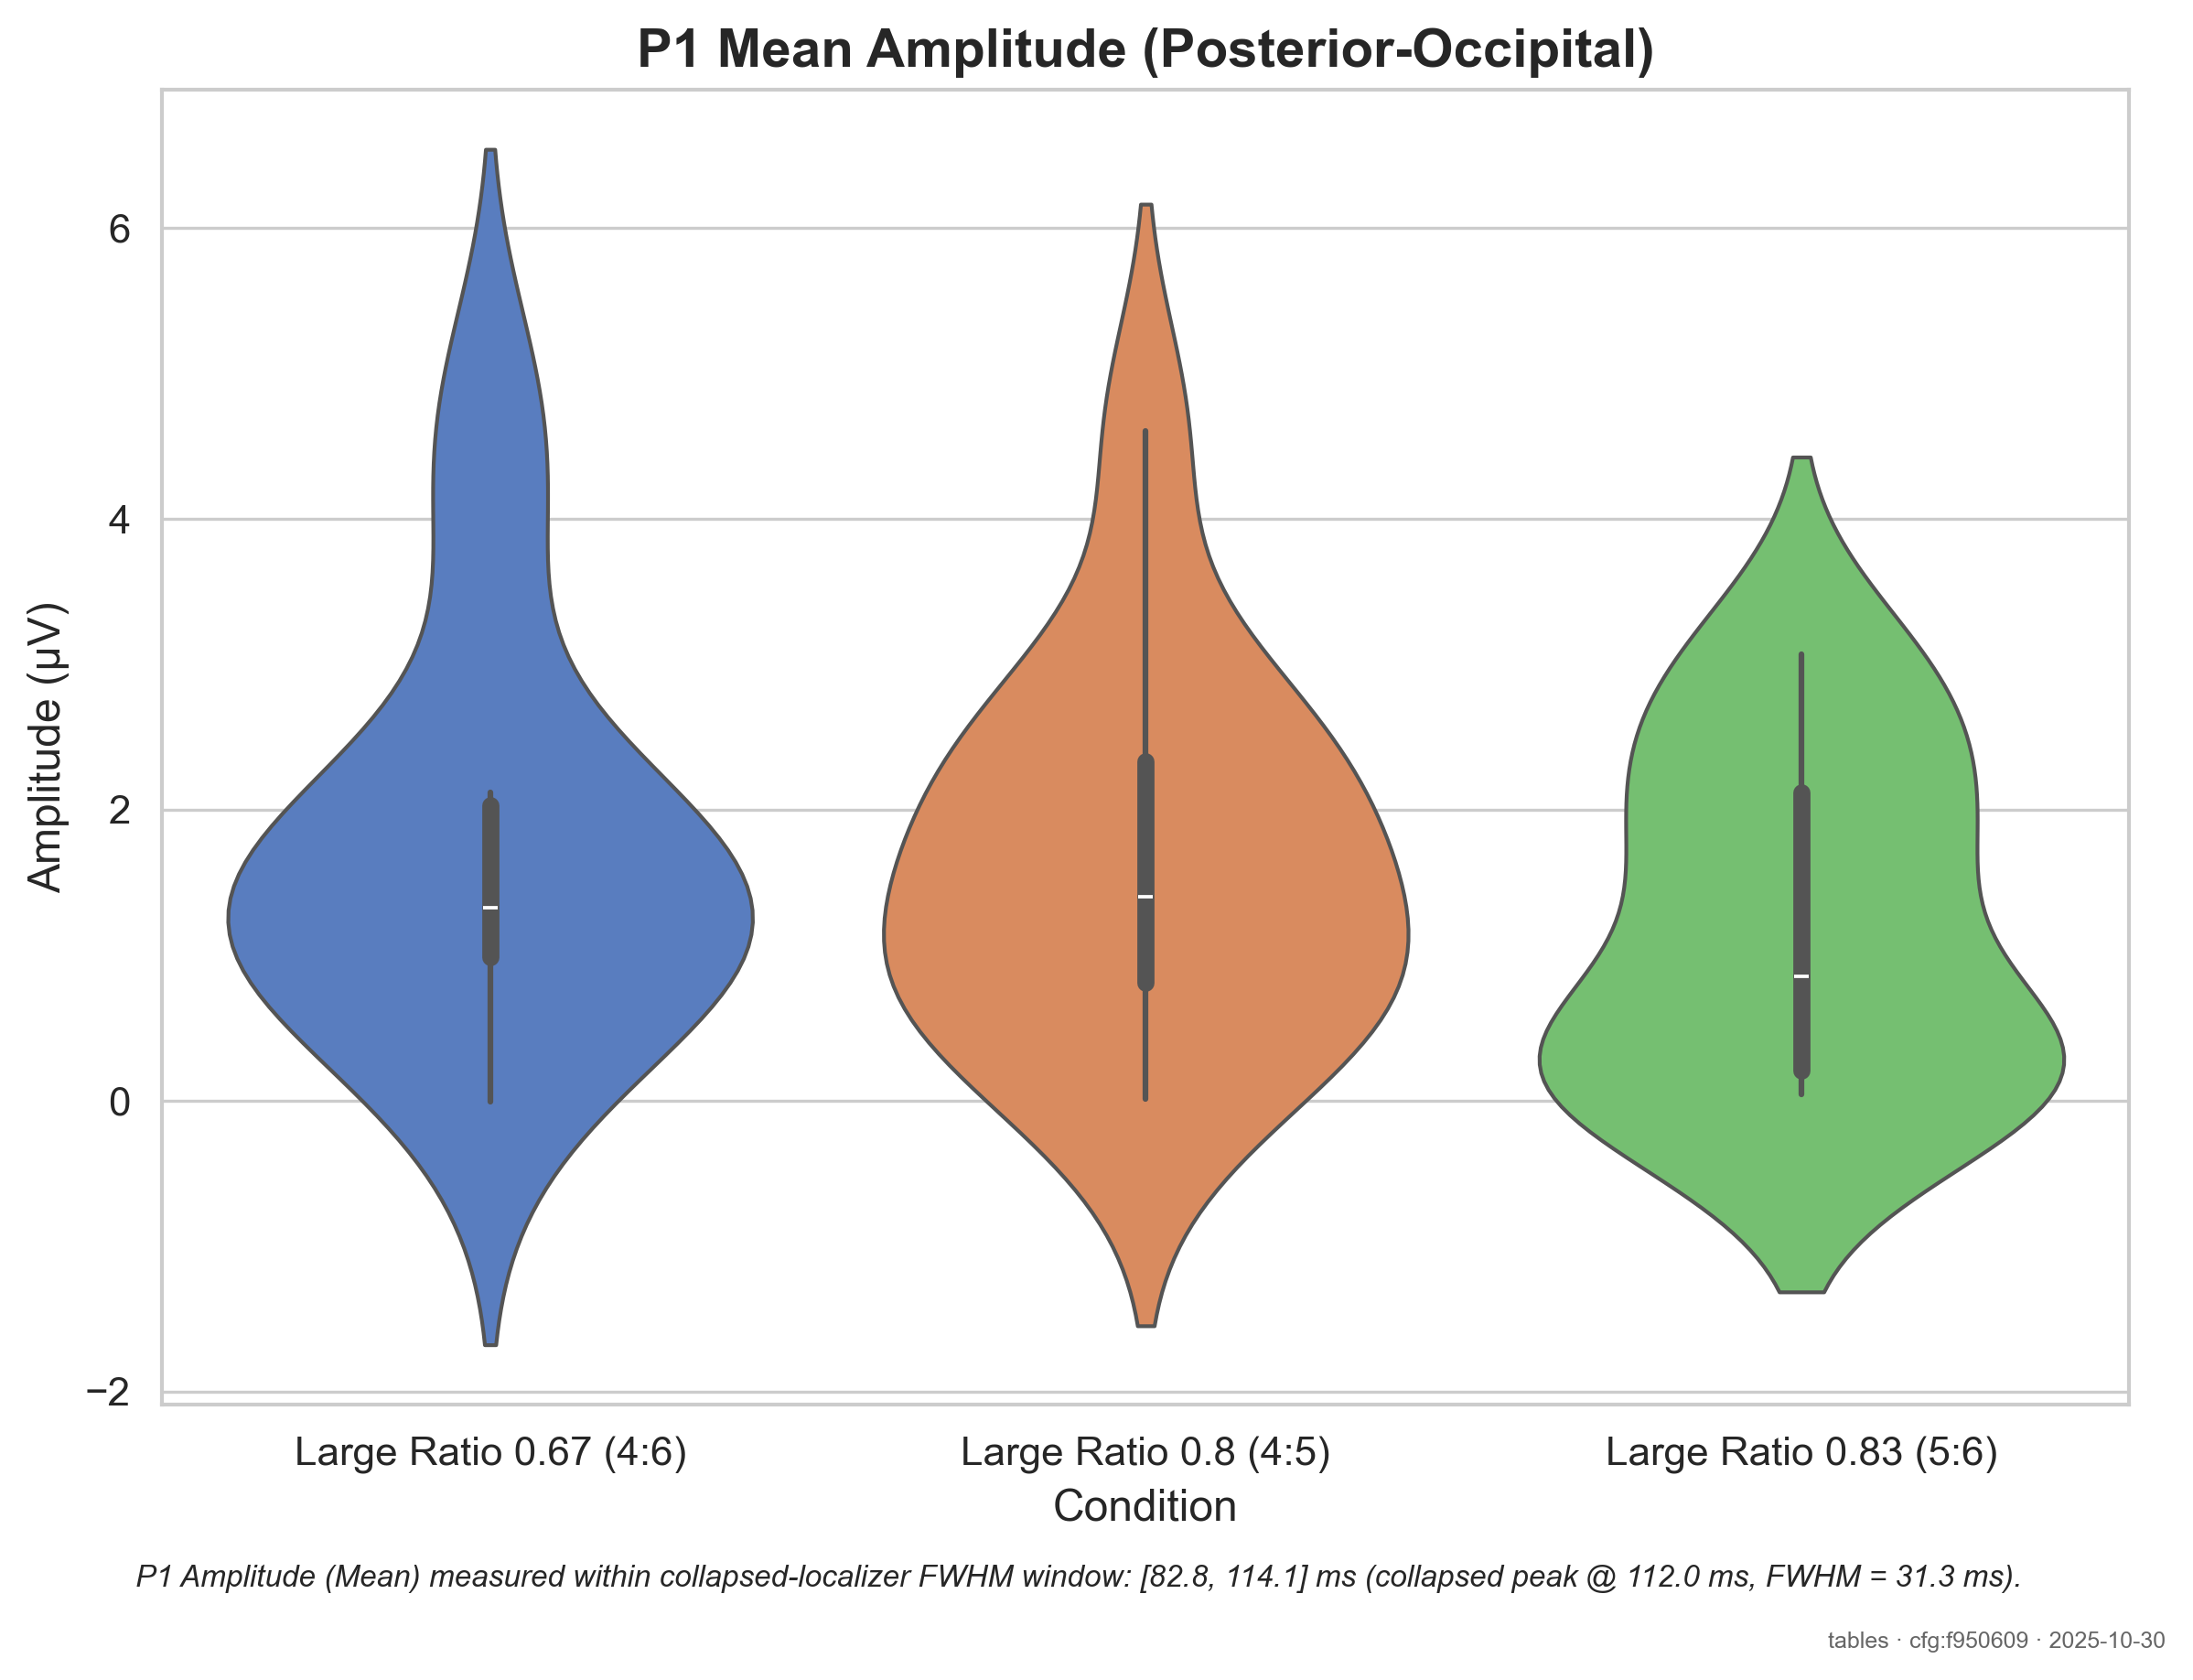 P1 Mean Amplitude (Posterior-Occipital)
Amplitude (µV)
6
4
2
0
−2
Large Ratio 0.67 (4:6)
Large Ratio 0.8 (4:5)
Large Ratio 0.83 (5:6)
Condition
P1 Amplitude (Mean) measured within collapsed-localizer FWHM window: [82.8, 114.1] ms (collapsed peak @ 112.0 ms, FWHM = 31.3 ms).
tables · cfg:f950609 · 2025-10-30